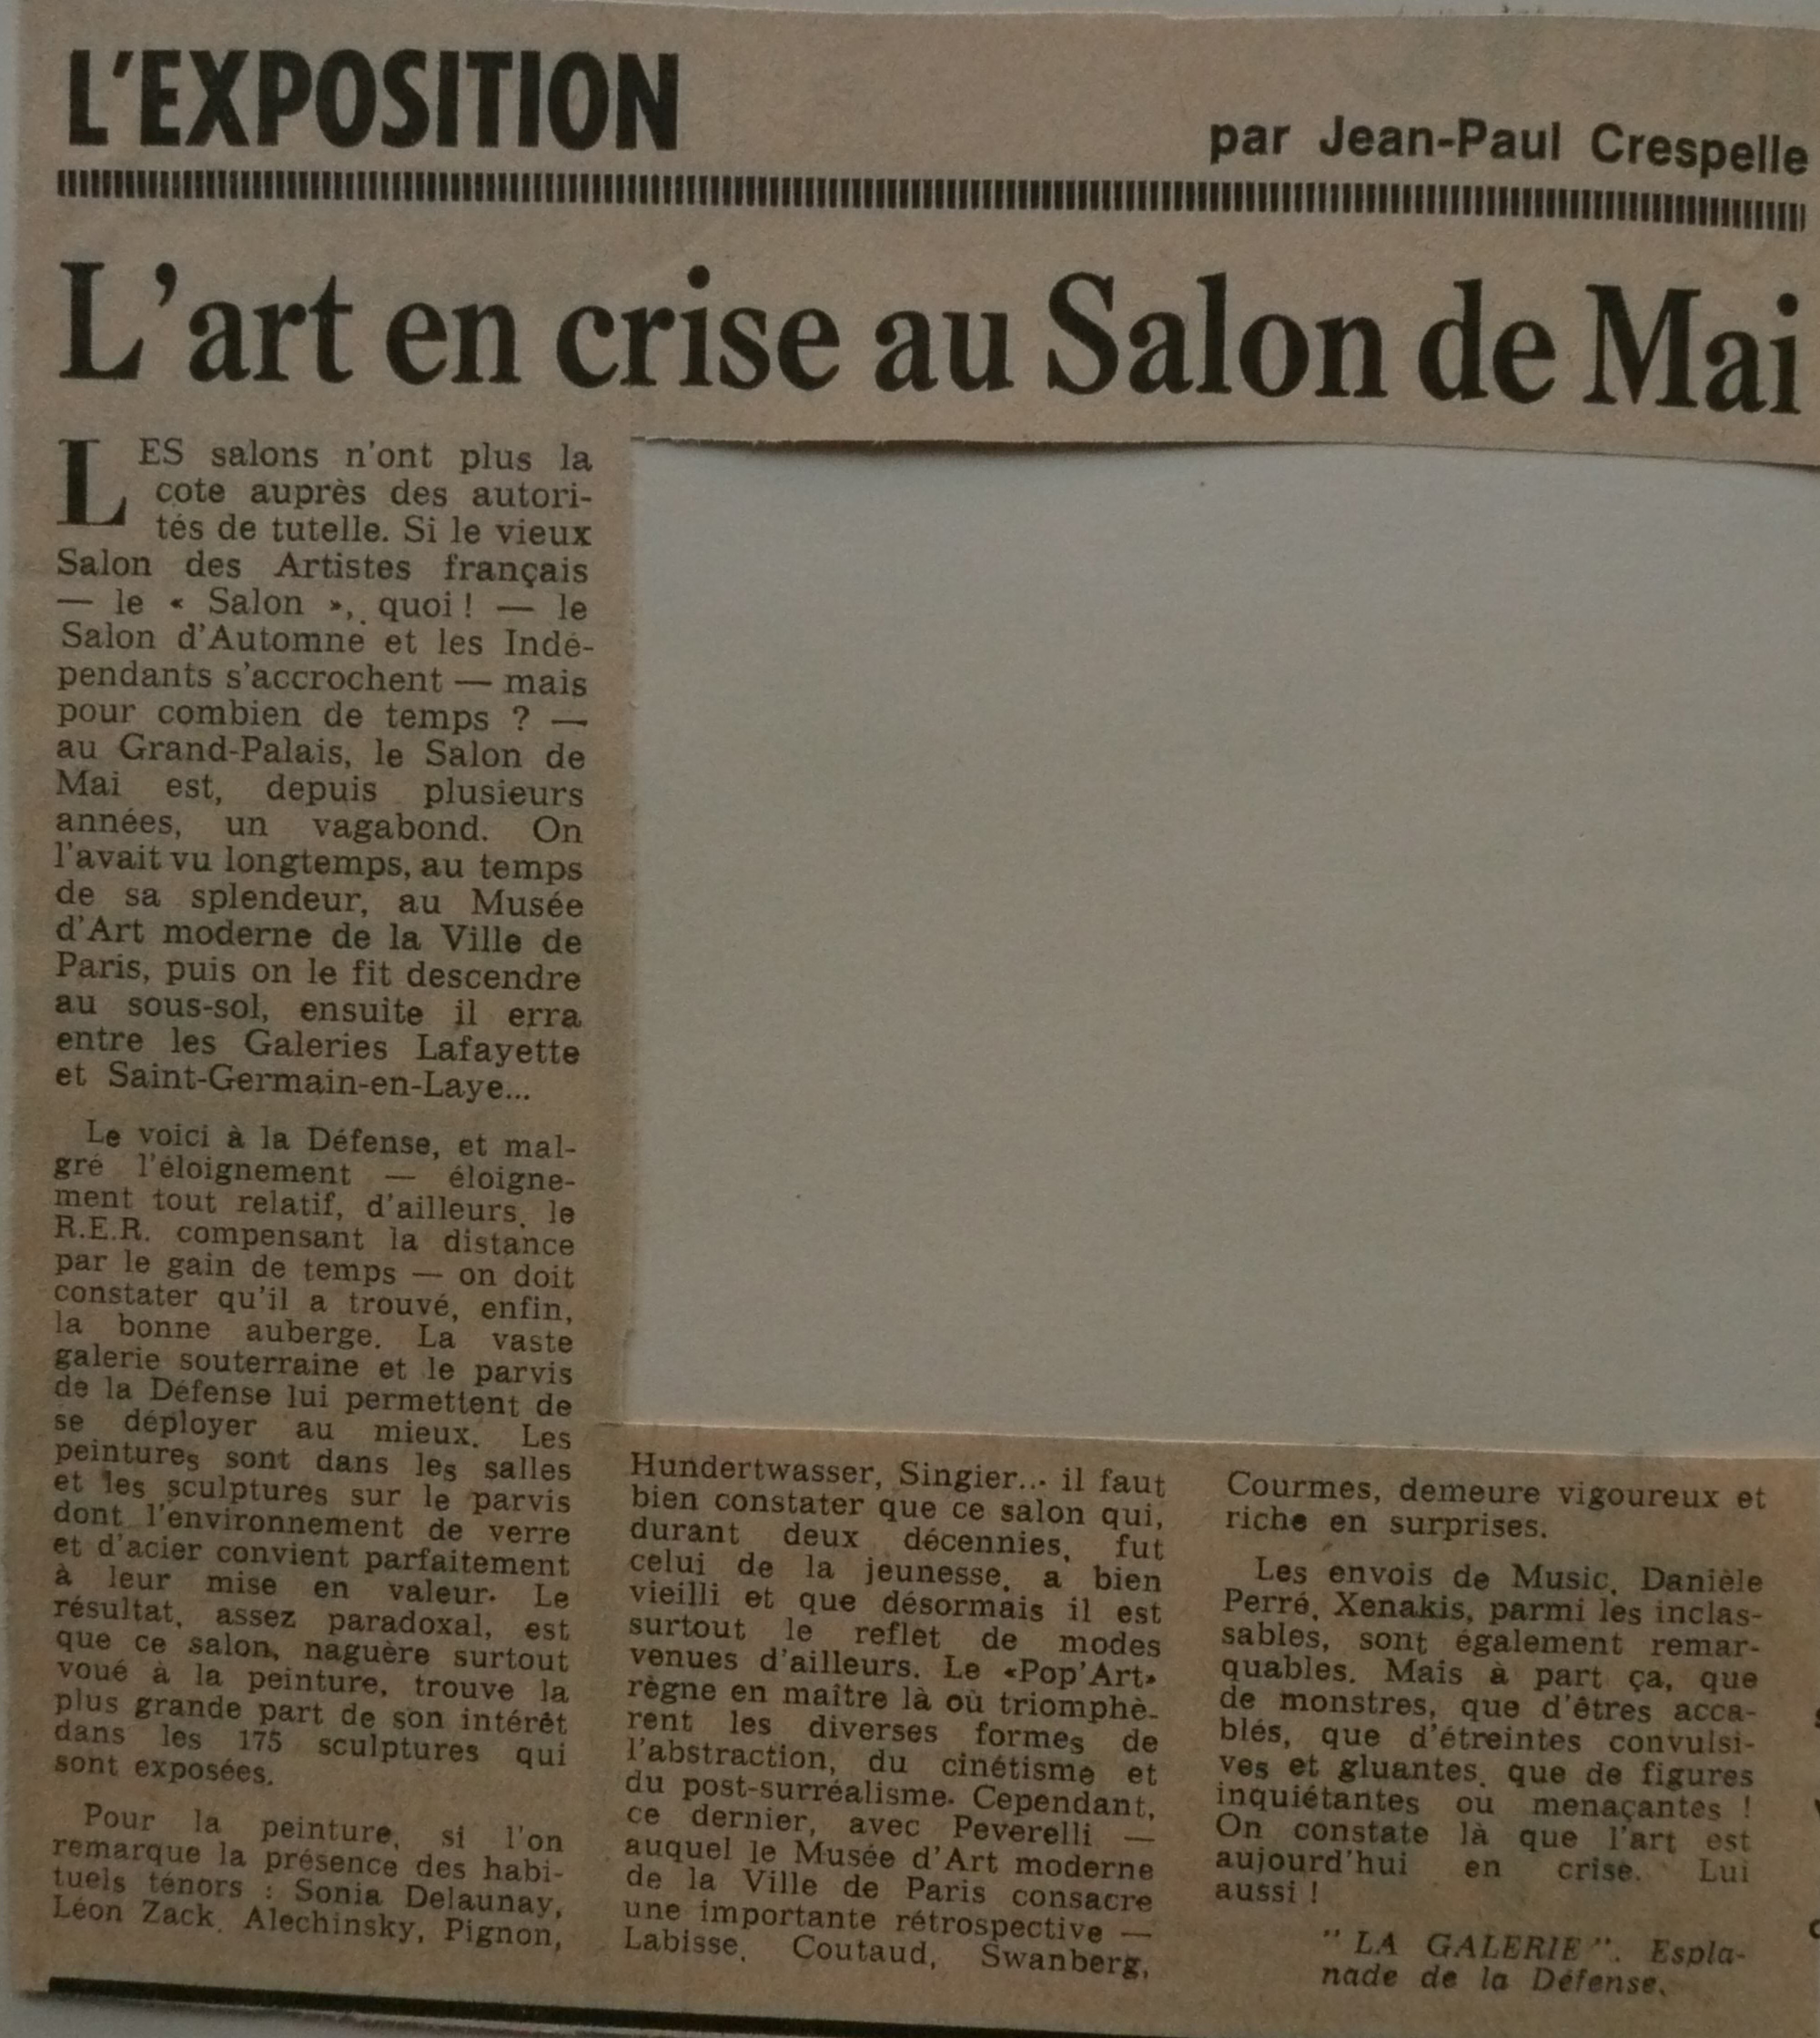 L'EXPOSITION
par Jean-Paul Crespelle
L'art en crise au Salon de Mai
LES salons n'ont plus la
cote auprès des autori-
tés de tutelle. Si le vieux
Salon des Artistes français
— le « Salon », quoi ! — le
Salon d'Automne et les Indé-
pendants s'accrochent — mais
pour combien de temps ? —
au Grand-Palais, le Salon de
Mai est, depuis plusieurs
années, un vagabond. On
l'avait vu longtemps, au temps
de sa splendeur, au Musée
d'Art moderne de la Ville de
Paris, puis on le fit descendre
au sous-sol, ensuite il erra
entre les Galeries Lafayette
et Saint-Germain-en-Laye...
Le voici à la Défense, et mal-
gré l'éloignement — éloigne-
ment tout relatif, d'ailleurs, le
R.E.R. compensant la distance
par le gain de temps — on doit
constater qu'il a trouvé, enfin,
la bonne auberge. La vaste
galerie souterraine et le parvis
de la Défense lui permettent de
se déployer au mieux. Les
peintures sont dans les salles
et les sculptures sur le parvis
dont l'environnement de verre
et d'acier convient parfaitement
à leur mise en valeur. Le
résultat, assez paradoxal, est
que ce salon, naguère surtout
voué à la peinture, trouve la
plus grande part de son intérêt
dans les 175 sculptures qui
sont exposées.
Pour la peinture, si l'on
remarque la présence des habi-
tuels ténors : Sonia Delaunay,
Léon Zack, Alechinsky, Pignon,
Hundertwasser, Singier... il faut
bien constater que ce salon qui,
durant deux décennies, fut
celui de la jeunesse, a bien
vieilli et que désormais il est
surtout le reflet de modes
venues d'ailleurs. Le «Pop'Art»
règne en maître là où triomphè-
rent les diverses formes de
l'abstraction, du cinétisme et
du post-surréalisme. Cependant,
ce dernier, avec Peverelli —
auquel le Musée d'Art moderne
de la Ville de Paris consacre
une importante rétrospective —
Labisse, Coutaud, Swanberg,
Courmes, demeure vigoureux et
riche en surprises.
Les envois de Music, Danièle
Perré, Xenakis, parmi les inclas-
sables, sont également remar-
quables. Mais à part ça, que
de monstres, que d'êtres acca-
blés, que d'étreintes convulsi-
ves et gluantes, que de figures
inquiétantes ou menaçantes !
On constate là que l'art est
aujourd'hui en crise. Lui
aussi !
" LA GALERIE ". Espla-
nade de la Défense.